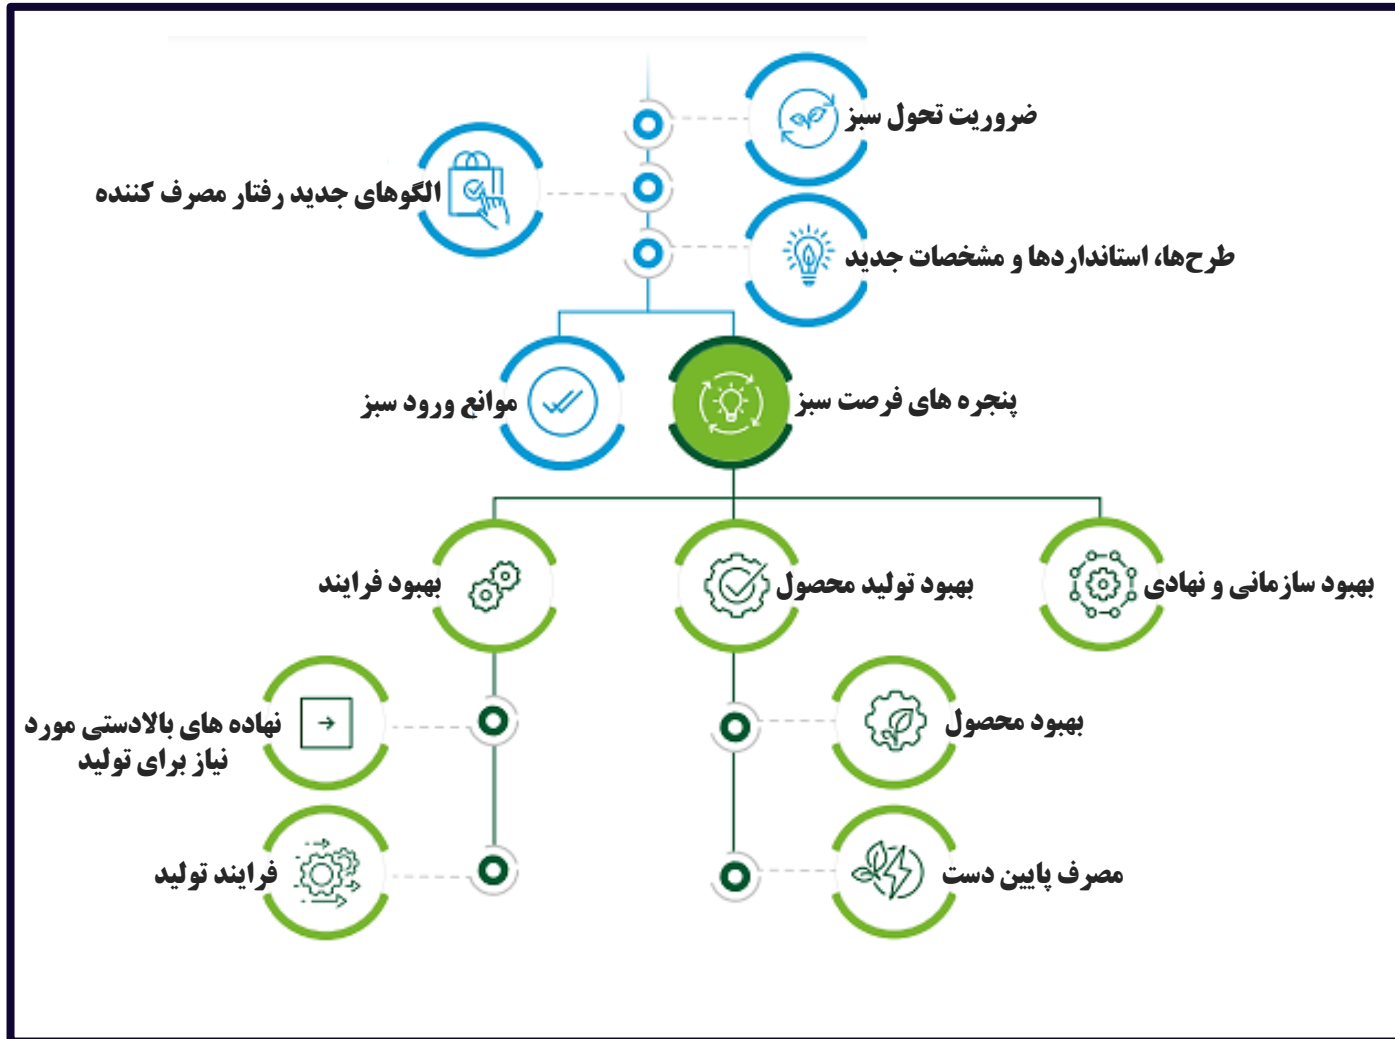 ضروریت تحول سبز
الگوهای جدید رفتار مصرف کننده
طرح‌ها، استانداردها و مشخصات جدید
پنجره های فرصت سبز
موانع ورود سبز
بهبود سازمانی و نهادی
بهبود تولید محصول
بهبود فرایند
بهبود محصول
نهاده های بالادستی مورد
نیاز برای تولید
مصرف پایین دست
فرایند تولید